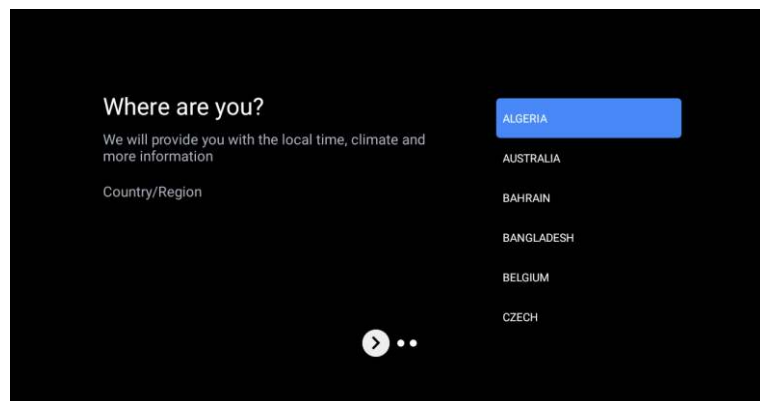 Where are you?
We will provide you with the local time, climate and
more information
Country/Region
ALGERIA
AUSTRALIA
BAHRAIN
BANGLADESH
BELGIUM
CZECH